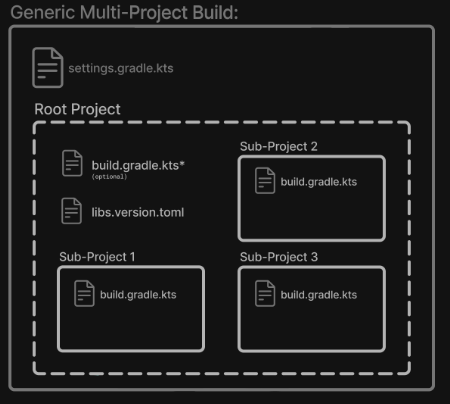 Generic Multi-Project Build:
settings.gradle.kts
Root Project
build.gradle.kts*
(optional)
libs.version.toml
Sub-Project 2
build.gradle.kts
Sub-Project 1
build.gradle.kts
Sub-Project 3
build.gradle.kts